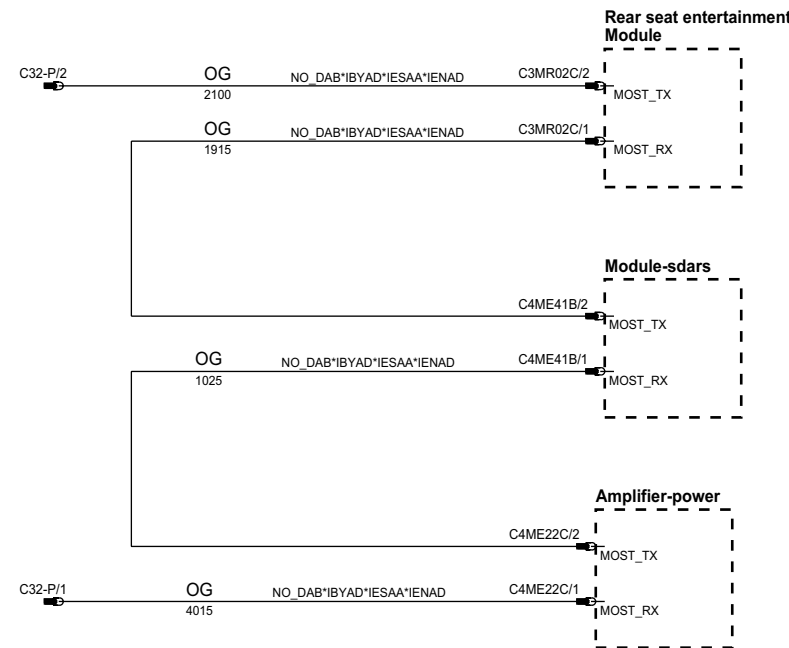 Rear seat entertainment
Module
C32-P/2
OG
NO_DAB*IBYAD*IESAA*IENAD
C3MR02C/2
2100
MOST_TX
OG
NO_DAB*IBYAD*IESAA*IENAD
C3MR02C/1
1915
MOST_RX
Module-sdars
C4ME41B/2
MOST_TX
OG
NO_DAB*IBYAD*IESAA*IENAD
C4ME41B/1
1025
MOST_RX
Amplifier-power
C4ME22C/2
MOST_TX
C32-P/1
OG
NO_DAB*IBYAD*IESAA*IENAD
C4ME22C/1
4015
MOST_RX